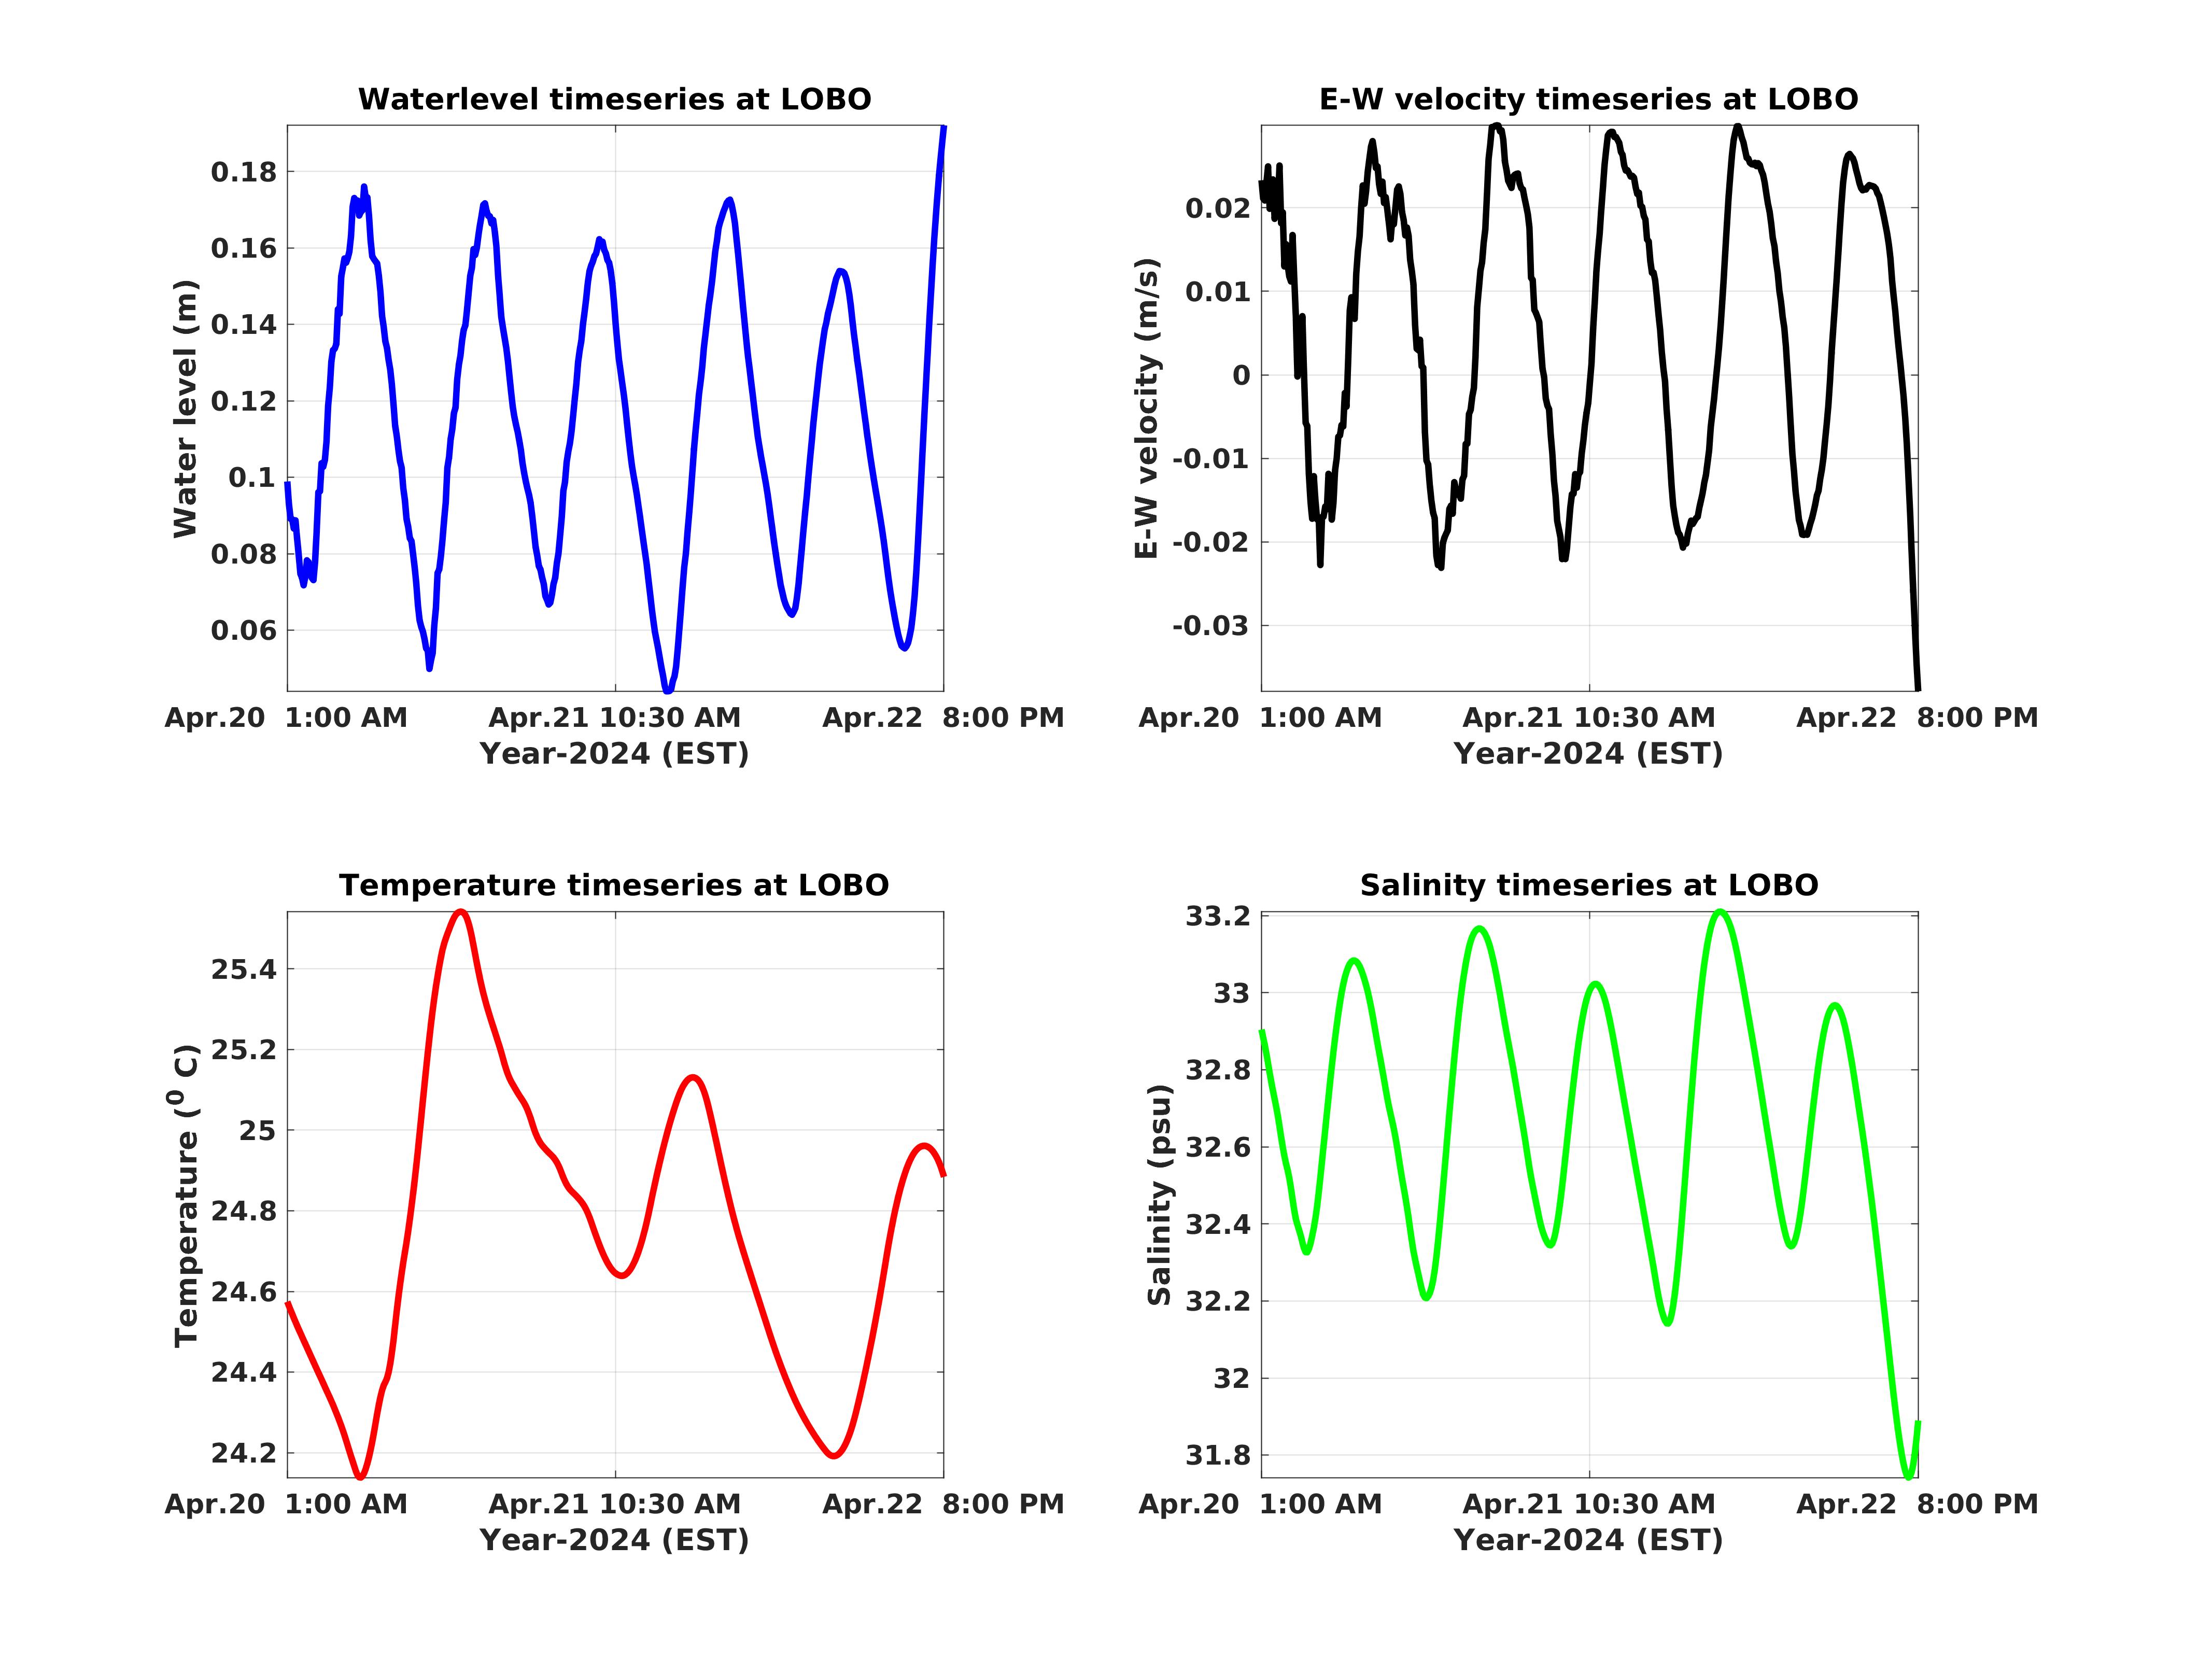 Waterlevel timeseries at LOBO
Water level (m)
0.18
0.16
0.14
0.12
0.1
0.08
0.06
Apr.20 1:00 AM
Apr.21 10:30 AM
Apr.22 8:00 PM
Year-2024 (EST)
E-W velocity timeseries at LOBO
E-W velocity (m/s)
0.02
0.01
0
-0.01
-0.02
-0.03
Apr.20 1:00 AM
Apr.21 10:30 AM
Apr.22 8:00 PM
Year-2024 (EST)
Temperature timeseries at LOBO
Temperature (⁰ C)
25.4
25.2
25
24.8
24.6
24.4
24.2
Apr.20 1:00 AM
Apr.21 10:30 AM
Apr.22 8:00 PM
Year-2024 (EST)
Salinity timeseries at LOBO
Salinity (psu)
33.2
33
32.8
32.6
32.4
32.2
32
31.8
Apr.20 1:00 AM
Apr.21 10:30 AM
Apr.22 8:00 PM
Year-2024 (EST)